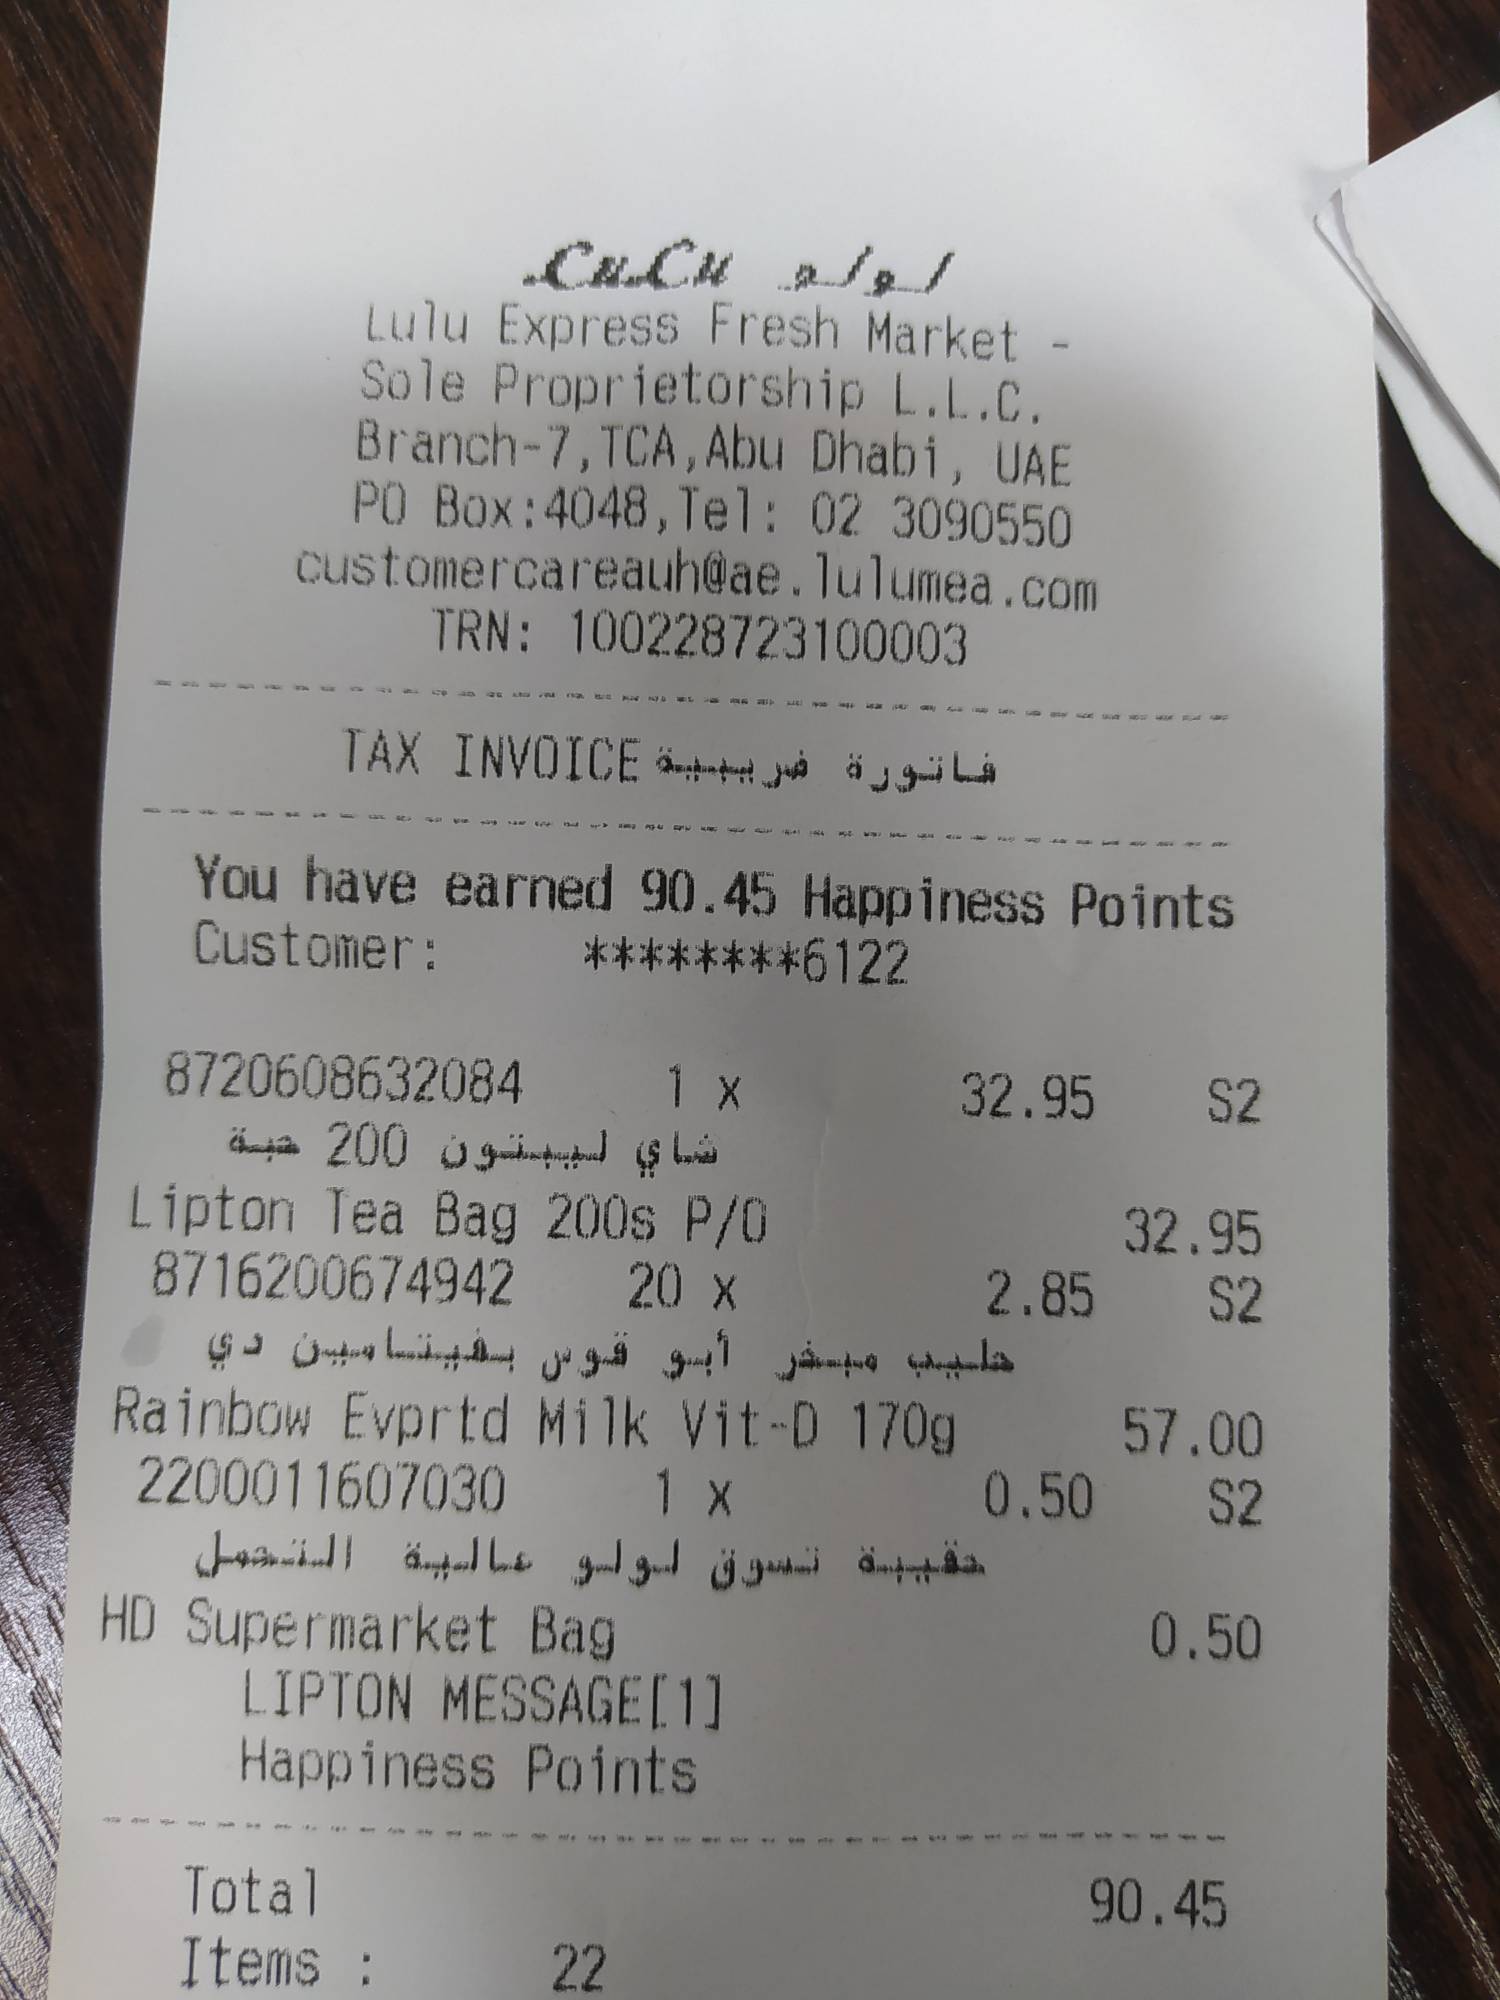 LuLu لولو
Lulu Express Fresh Market -
Sole Proprietorship L.L.C.
Branch-7,TCA,Abu Dhabi, UAE
PO Box:4048,Tel: 02 3090550
customercareauh@ae.lulumea.com
TRN: 100228723100003
TAX INVOICE فاتورة ضريبية
You have earned 90.45 Happiness Points
Customer: ********6122
8720608632084 1 x 32.95 S2
شاي ليبتون 200 حبة
Lipton Tea Bag 200s P/O 32.95
8716200674942 20 x 2.85 S2
حليب مبخر أبو قوس بفيتامين دي
Rainbow Evprtd Milk Vit-D 170g 57.00
2200011607030 1 x 0.50 S2
حقيبة تسوق لولو عالية التحمل
HD Supermarket Bag 0.50
LIPTON MESSAGE[1]
Happiness Points
Total 90.45
Items : 22